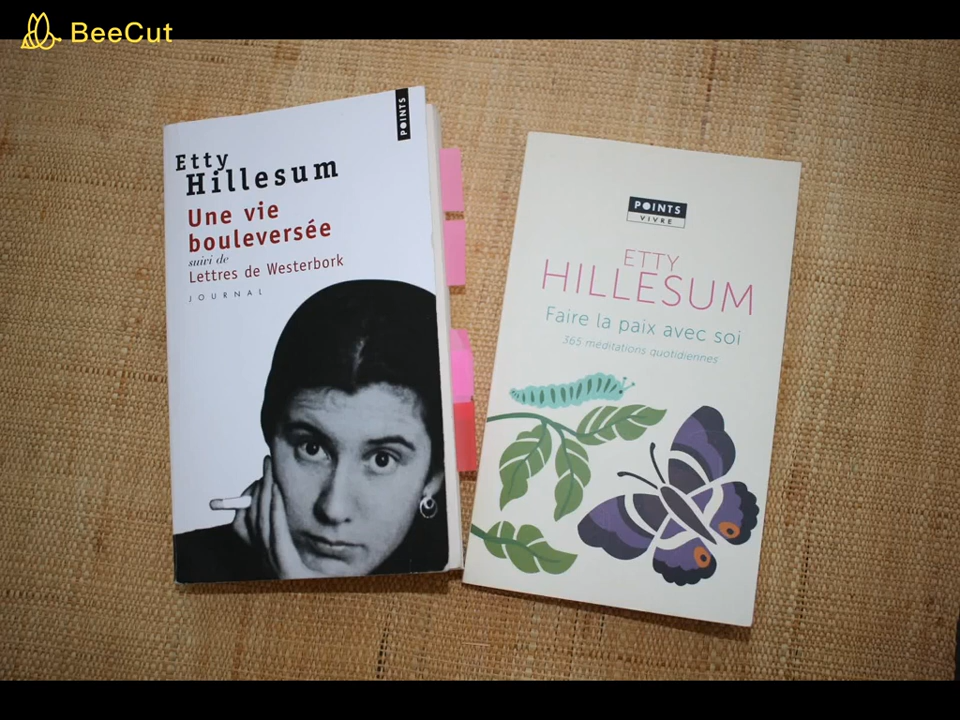 BeeCut
POINTS
Etty
Hillesum
Une vie
bouleversée
suivi de
Lettres de Westerbork
JOURNAL
POINTS
VIVRE
ETTY
HILLESUM
Faire la paix avec soi
365 méditations quotidiennes